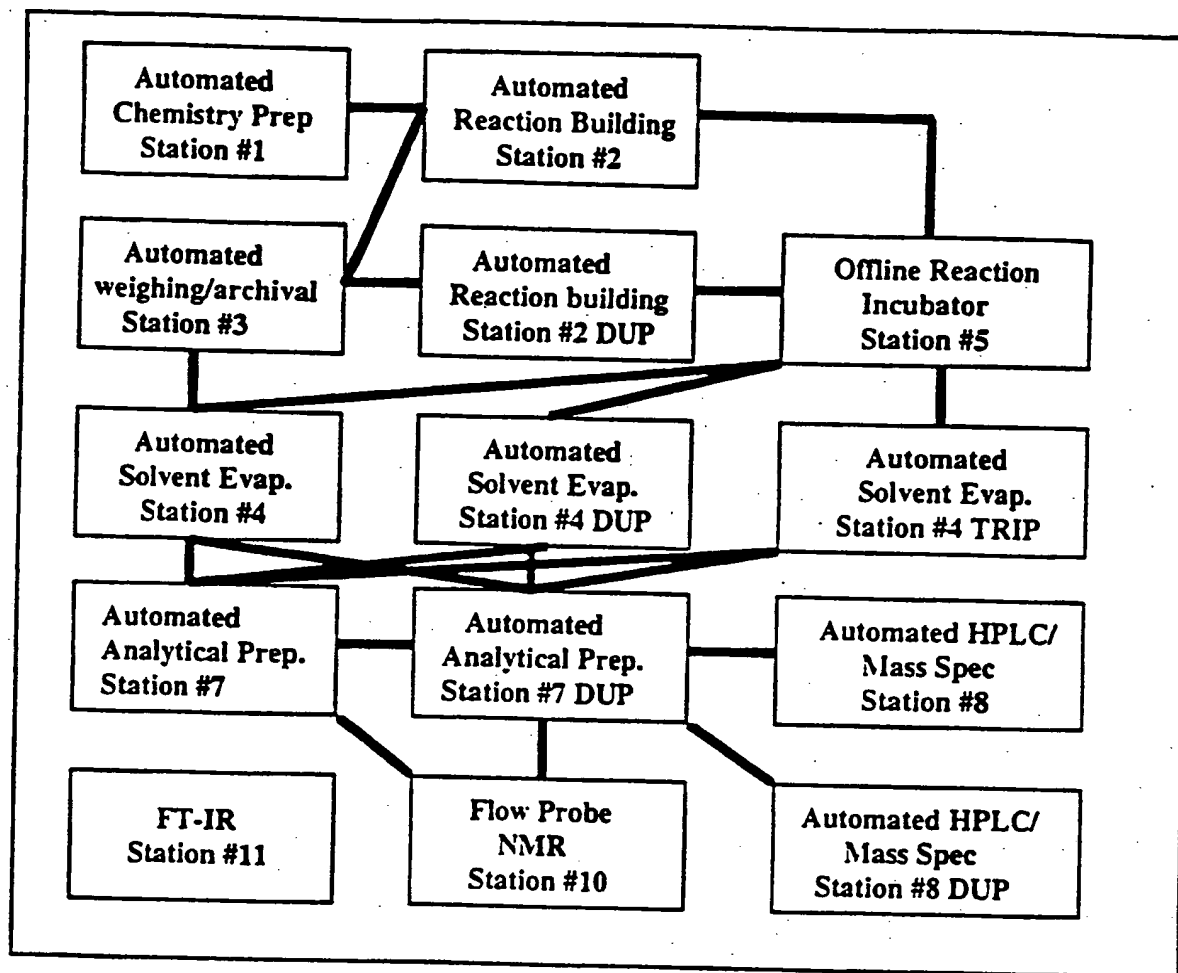 Automated
Chemistry Prep
Station #1
Automated
Reaction Building
Station #2
Automated
weighing/archival
Station #3
Automated
Reaction building
Station #2 DUP
Offline Reaction
Incubator
Station #5
Automated
Solvent Evap.
Station #4
Automated
Solvent Evap.
Station #4 DUP
Automated
Solvent Evap.
Station #4 TRIP
Automated
Analytical Prep.
Station #7
Automated
Analytical Prep.
Station #7 DUP
Automated HPLC/
Mass Spec
Station #8
FT-IR
Station #11
Flow Probe
NMR
Station #10
Automated HPLC/
Mass Spec
Station #8 DUP